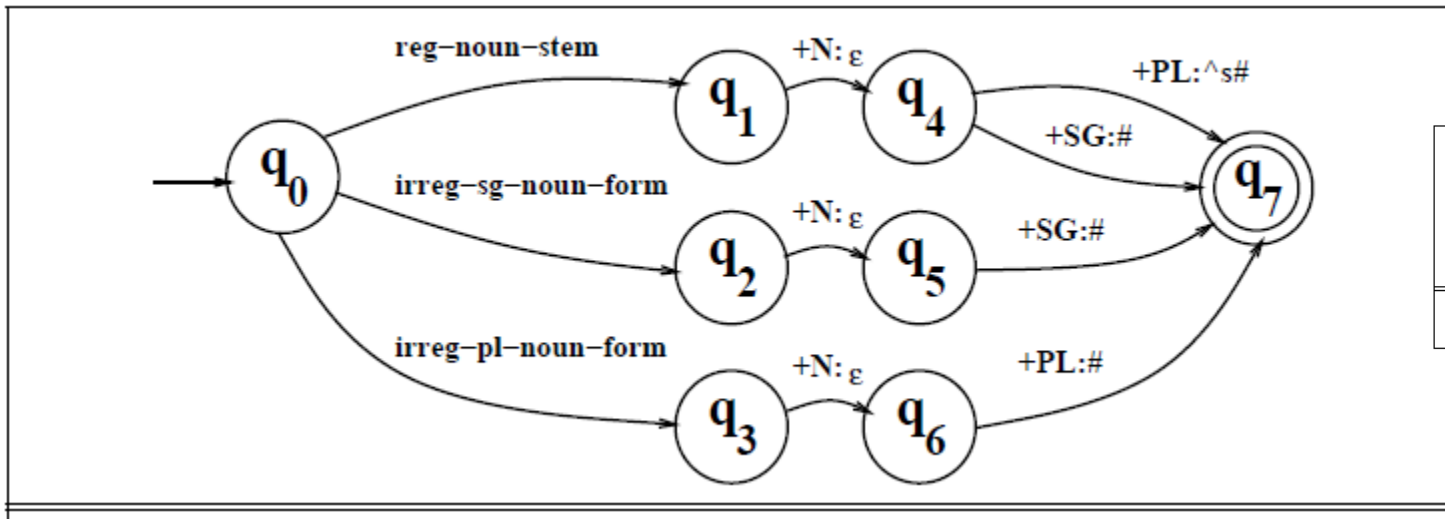 reg–noun–stem
+N:ε
+PL:^s#
q1
q4
+SG:#
q0
q7
irreg–sg–noun–form
+N:ε
+SG:#
q2
q5
irreg–pl–noun–form
+N:ε
+PL:#
q3
q6